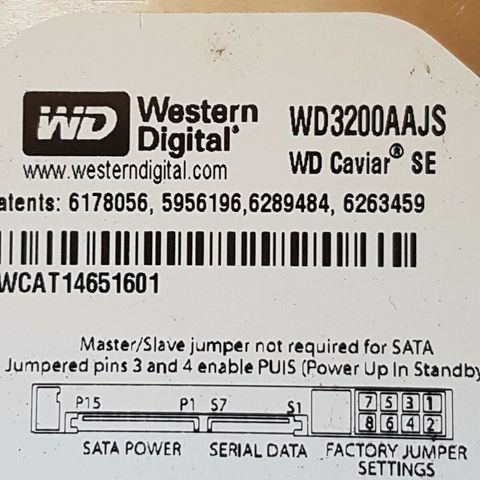 WD Western Digital® WD3200AAJS
www.westerndigital.com WD Caviar® SE
atents: 6178056, 5956196,6289484, 6263459
WCAT14651601
Master/Slave jumper not required for SATA
Jumpered pins 3 and 4 enable PUIS (Power Up In Standby
P15 P1 S7 S1 7 5 3 1
8 6 4 2
SATA POWER SERIAL DATA FACTORY JUMPER
SETTINGS